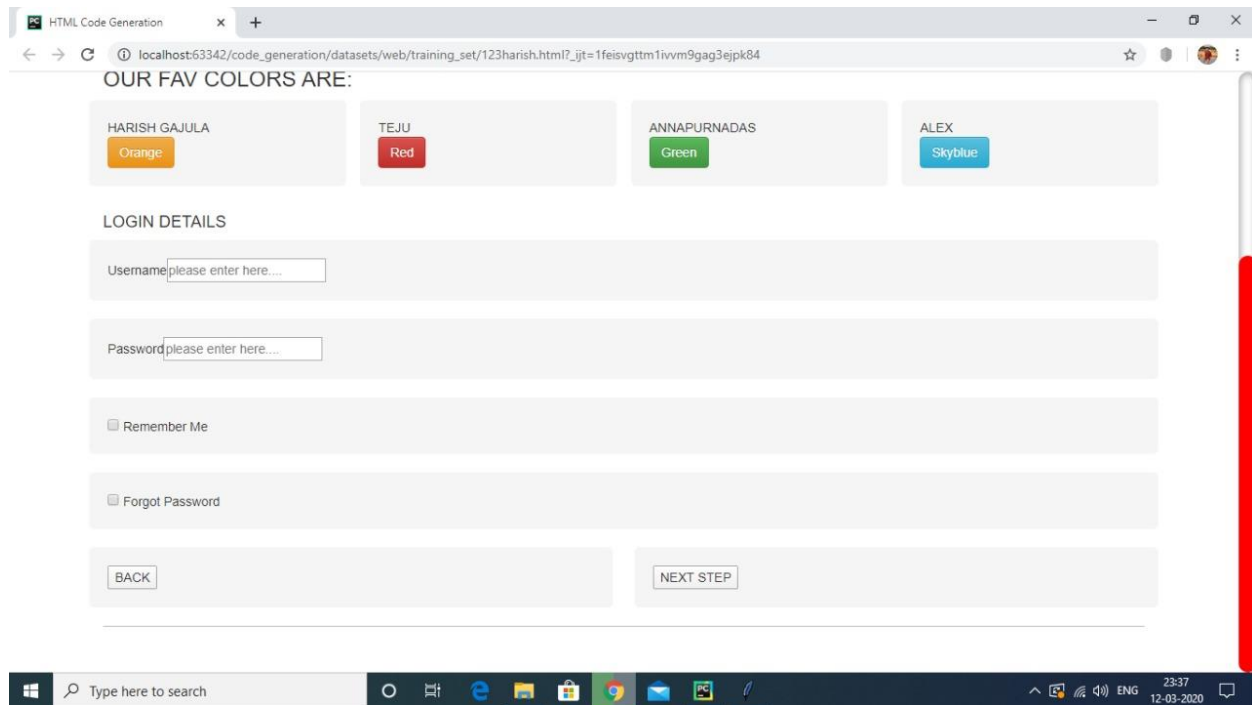 HTML Code Generation
localhost:63342/code_generation/datasets/web/training_set/123harish.html?_ijt=1feisvgttm1ivvm9gag3ejpk84
OUR FAV COLORS ARE:
HARISH GAJULA TEJU ANNAPURNADAS ALEX
Orange Red Green Skyblue
LOGIN DETAILS
Username please enter here....
Password please enter here....
Remember Me
Forgot Password
BACK NEXT STEP
Type here to search
ENG 23:37
12-03-2020